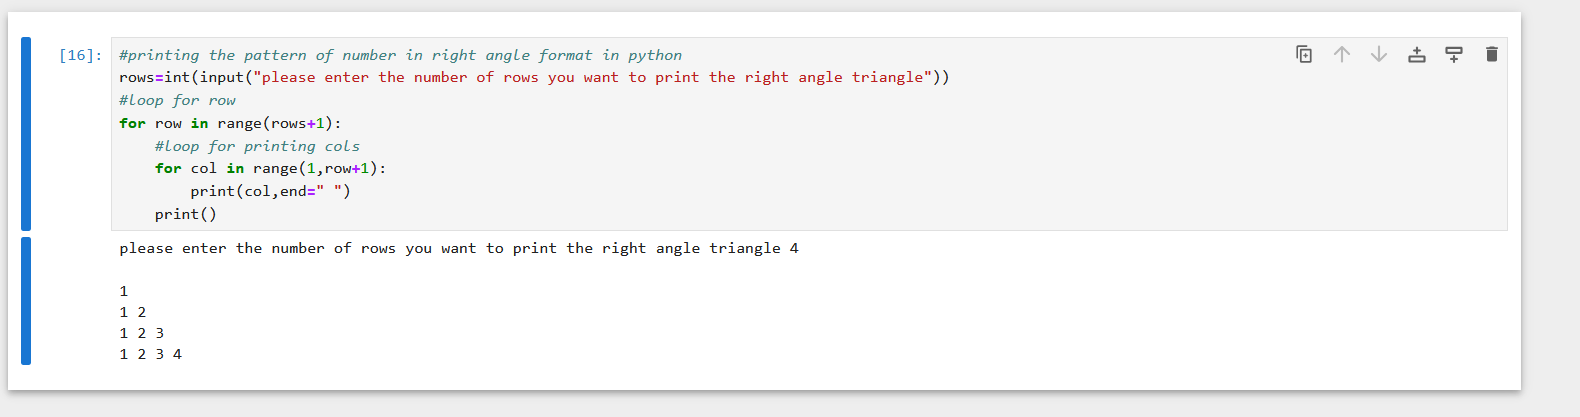 [16]: #printing the pattern of number in right angle format in python
rows=int(input("please enter the number of rows you want to print the right angle triangle"))
#loop for row
for row in range(rows+1):
    #loop for printing cols
    for col in range(1,row+1):
        print(col,end=" ")
    print()
please enter the number of rows you want to print the right angle triangle 4
1
1 2
1 2 3
1 2 3 4